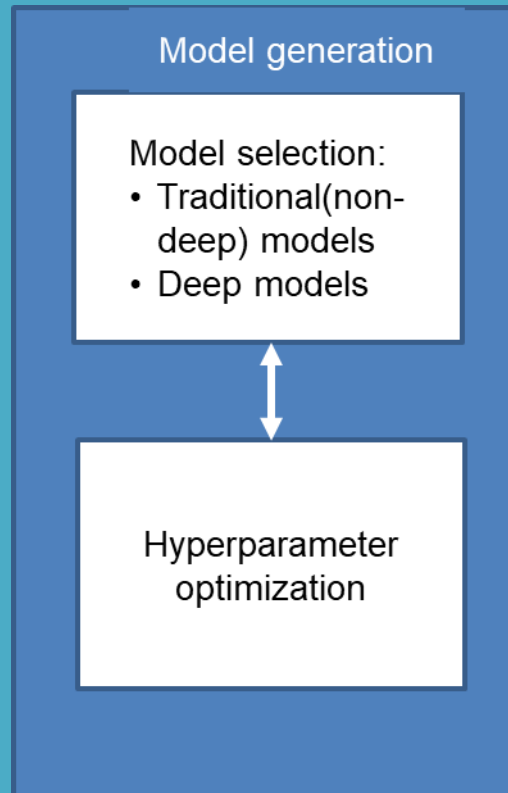 Model generation
Model selection:
• Traditional(non-
deep) models
• Deep models
Hyperparameter
optimization